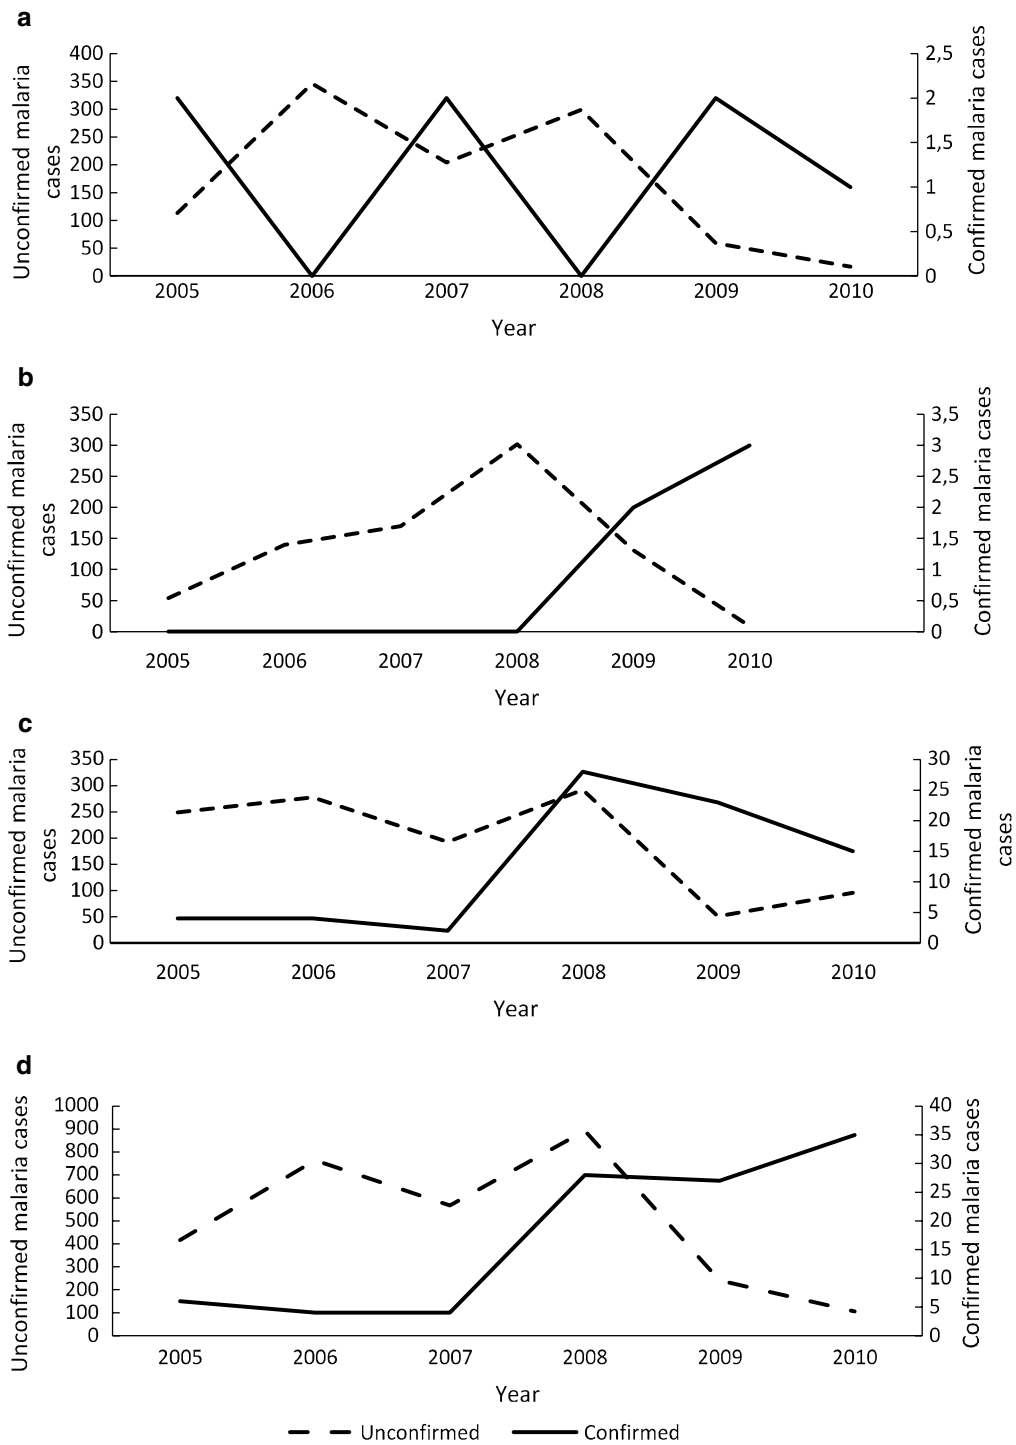 a
Unconfirmed malaria
cases
400
350
300
250
200
150
100
50
0
2,5
2
1,5
1
0,5
0
Confirmed malaria cases
2005 2006 2007 2008 2009 2010
Year
b
Unconfirmed malaria
cases
350
300
250
200
150
100
50
0
3,5
3
2,5
2
1,5
1
0,5
0
Confirmed malaria cases
2005 2006 2007 2008 2009 2010
Year
c
Unconfirmed malaria
cases
350
300
250
200
150
100
50
0
30
25
20
15
10
5
0
Confirmed malaria
cases
2005 2006 2007 2008 2009 2010
Year
d
Unconfirmed malaria cases
1000
900
800
700
600
500
400
300
200
100
0
40
35
30
25
20
15
10
5
0
Confirmed malaria cases
2005 2006 2007 2008 2009 2010
Year
Unconfirmed Confirmed